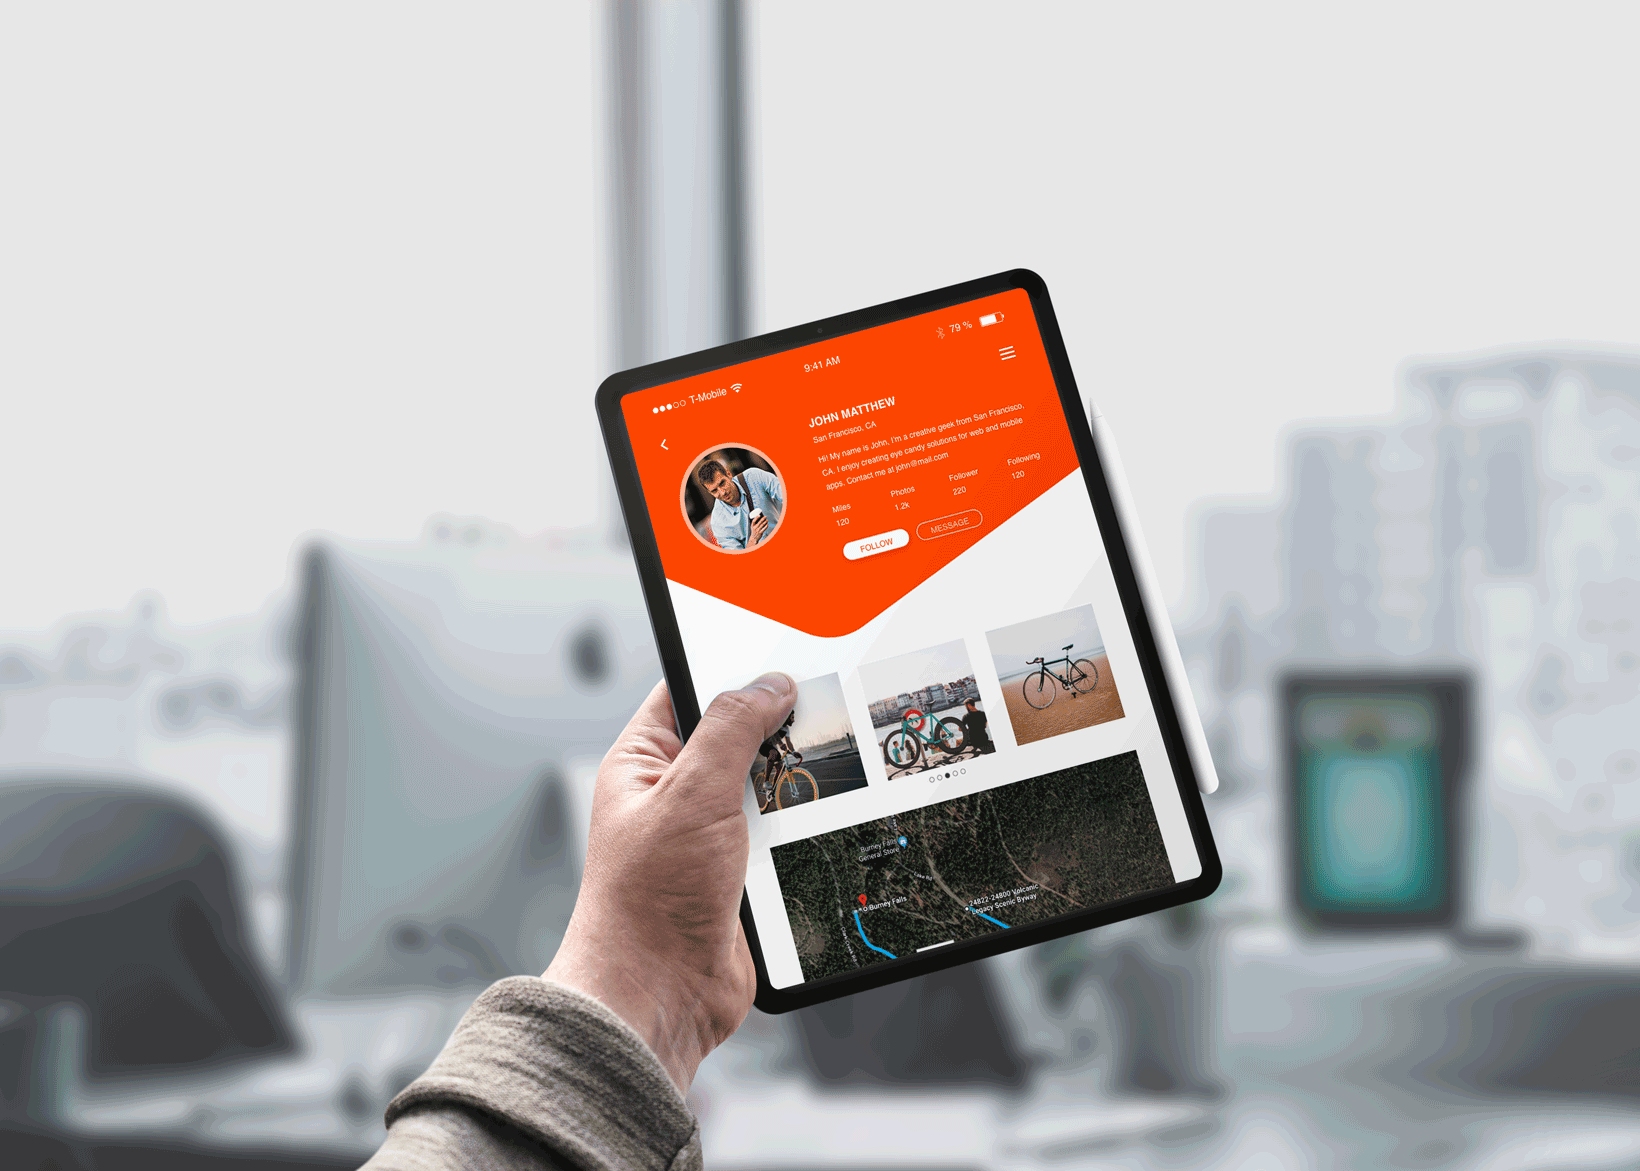 T-Mobile
9:41 AM
79 %
JOHN MATTHEW
San Francisco, CA
Hi! My name is John, I'm a creative geek from San Francisco,
CA. I enjoy creating eye candy solutions for web and mobile
apps. Contact me at john@mail.com
Miles Photos Follower Following
120 1.2k 220 120
FOLLOW MESSAGE
Burney Falls
General Store
Lake Rd
Burney Falls
24822-24800 Volcanic
Legacy Scenic Byway